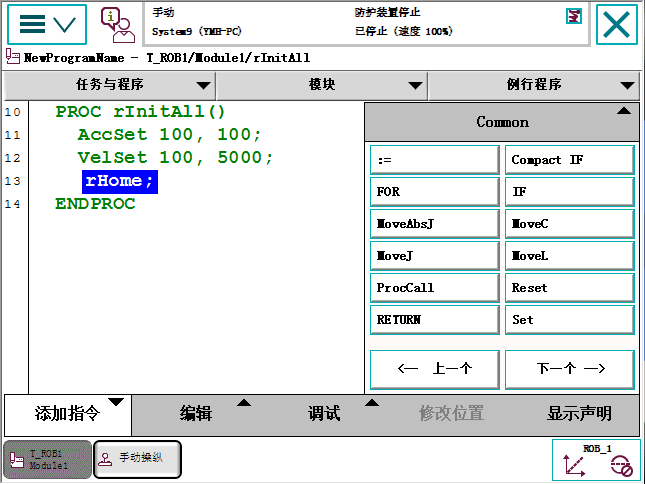 手动
防护装置停止
System9 (YMH-PC)
已停止 (速度 100%)
NewProgramName - T_ROB1/Module1/rInitAll
任务与程序
模块
例行程序
10 PROC rInitAll()
11 AccSet 100, 100;
12 VelSet 100, 5000;
13 rHome;
14 ENDPROC
Common
:= Compact IF
FOR IF
MoveAbsJ MoveC
MoveJ MoveL
ProcCall Reset
RETURN Set
<— 上一个 下一个 —>
添加指令 编辑 调试 修改位置 显示声明
T_ROB1
Module1
手动操纵
ROB_1